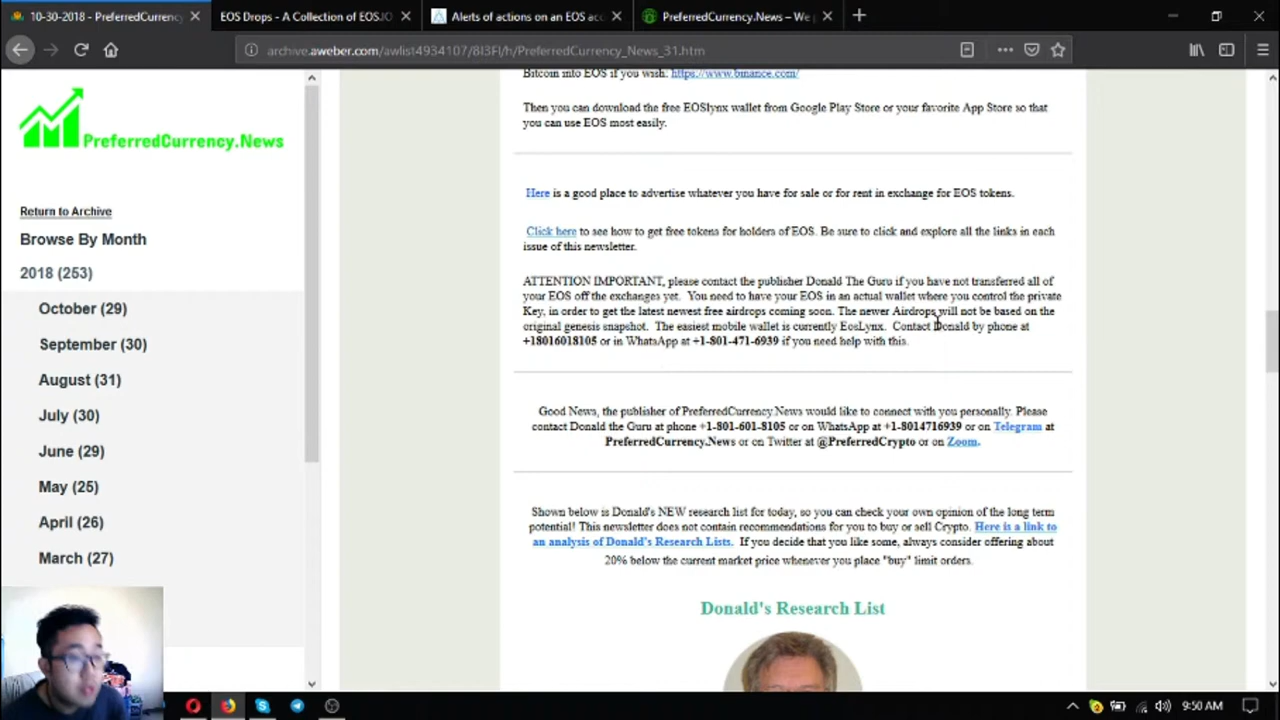 10-30-2018 - PreferredCurrency
EOS Drops - A Collection of EOS.IO
Alerts of actions on an EOS acc
PreferredCurrency.News – We
archive.aweber.com/awlist4934107/8I3FI/h/PreferredCurrency_News_31.htm
PreferredCurrency.News
Return to Archive
Browse By Month
2018 (253)
October (29)
September (30)
August (31)
July (30)
June (29)
May (25)
April (26)
March (27)
Bitcoin into EOS if you wish: https://www.binance.com/
Then you can download the free EOSlynx wallet from Google Play Store or your favorite App Store so that
you can use EOS most easily.
Here is a good place to advertise whatever you have for sale or for rent in exchange for EOS tokens.
Click here to see how to get free tokens for holders of EOS. Be sure to click and explore all the links in each
issue of this newsletter.
ATTENTION IMPORTANT, please contact the publisher Donald The Guru if you have not transferred all of
your EOS off the exchanges yet. You need to have your EOS in an actual wallet where you control the private
Key, in order to get the latest newest free airdrops coming soon. The newer Airdrops will not be based on the
original genesis snapshot. The easiest mobile wallet is currently EosLynx. Contact Donald by phone at
+18016018105 or in WhatsApp at +1-801-471-6939 if you need help with this.
Good News, the publisher of PreferredCurrency.News would like to connect with you personally. Please
contact Donald the Guru at phone +1-801-601-8105 or on WhatsApp at +1-8014716939 or on Telegram at
PreferredCurrency.News or on Twitter at @PreferredCrypto or on Zoom.
Shown below is Donald's NEW research list for today, so you can check your own opinion of the long term
potential! This newsletter does not contain recommendations for you to buy or sell Crypto. Here is a link to
an analysis of Donald's Research Lists. If you decide that you like some, always consider offering about
20% below the current market price whenever you place "buy" limit orders.
Donald's Research List
9:50 AM